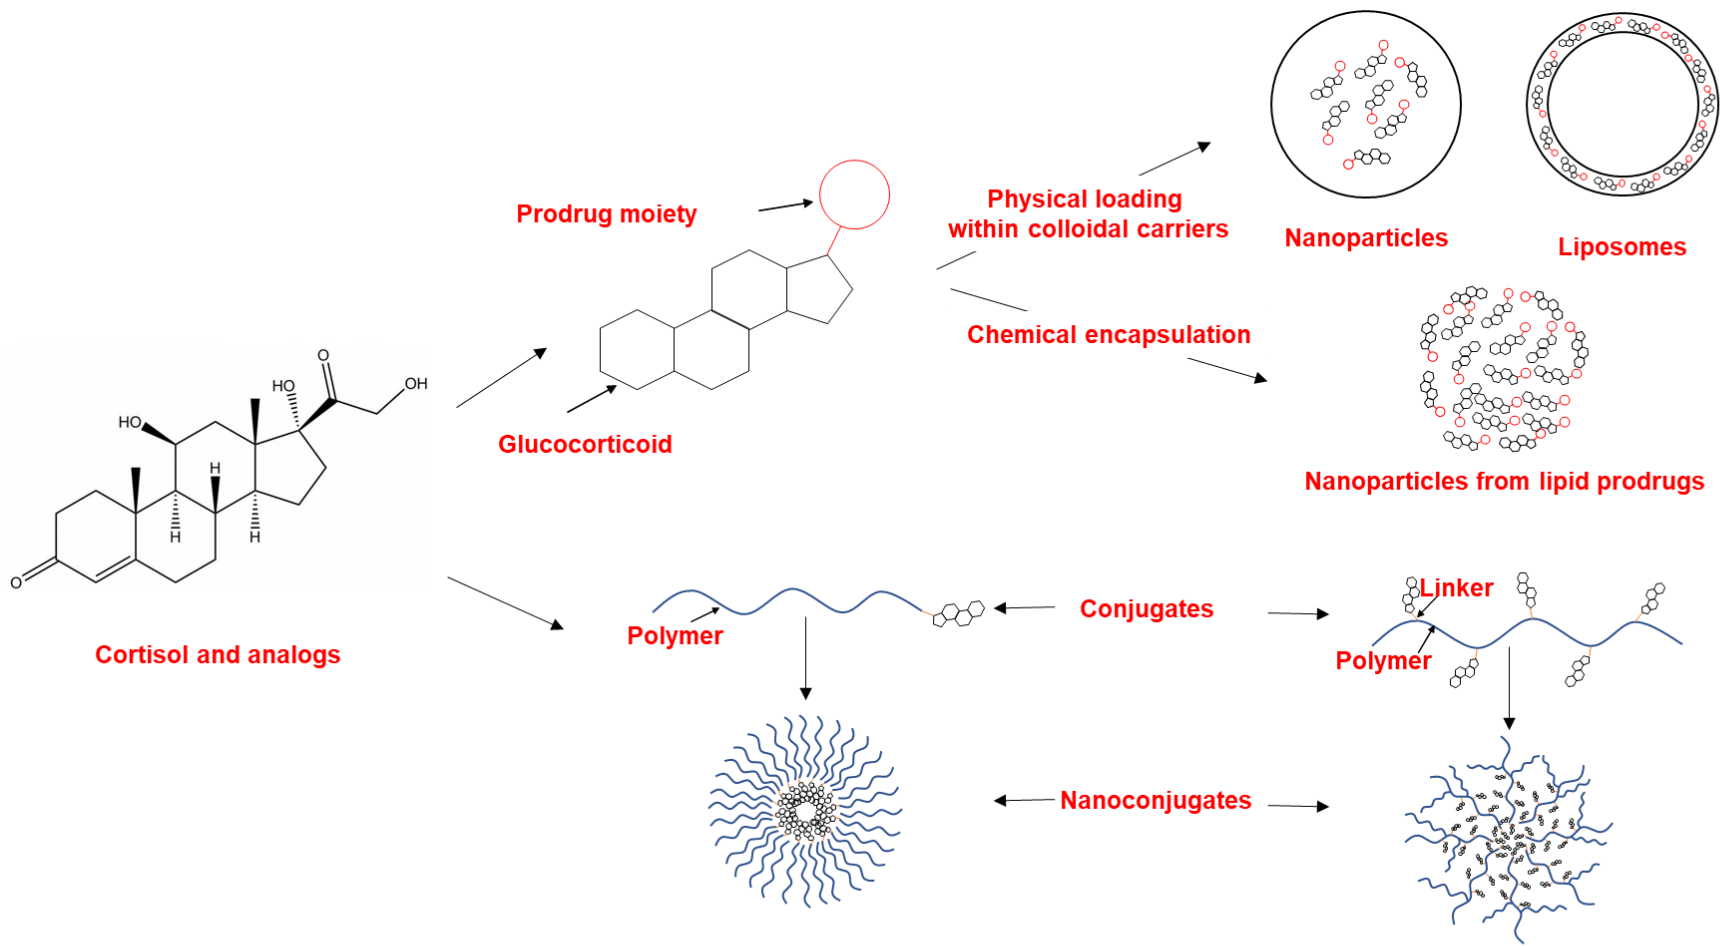 Prodrug moiety
Glucocorticoid
Physical loading
within colloidal carriers
Nanoparticles
Liposomes
Chemical encapsulation
Nanoparticles from lipid prodrugs
O
HO
OH
HO
H
H
H
O
Cortisol and analogs
Polymer
Conjugates
Linker
Polymer
Nanoconjugates